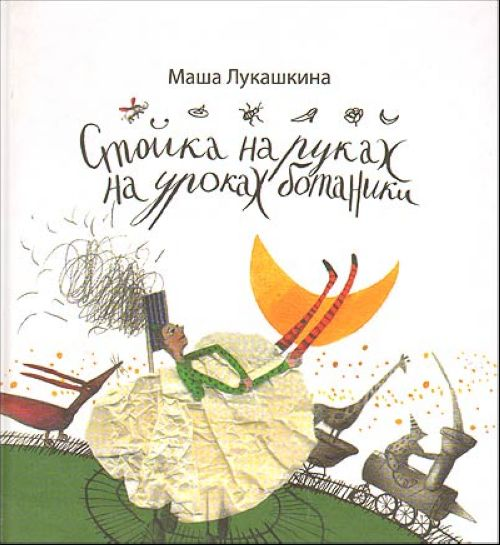 Маша Лукашкина
Стойка на руках
на уроках ботаники